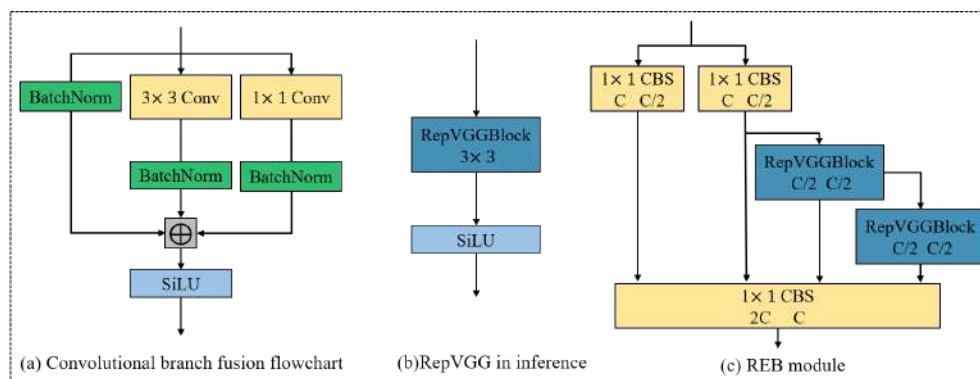 BatchNorm
3× 3 Conv
1× 1 Conv
BatchNorm
BatchNorm
SiLU
(a) Convolutional branch fusion flowchart
RepVGGBlock
3× 3
SiLU
(b)RepVGG in inference
1× 1 CBS
C C/2
1× 1 CBS
C C/2
RepVGGBlock
C/2 C/2
RepVGGBlock
C/2 C/2
1× 1 CBS
2C C
(c) REB module